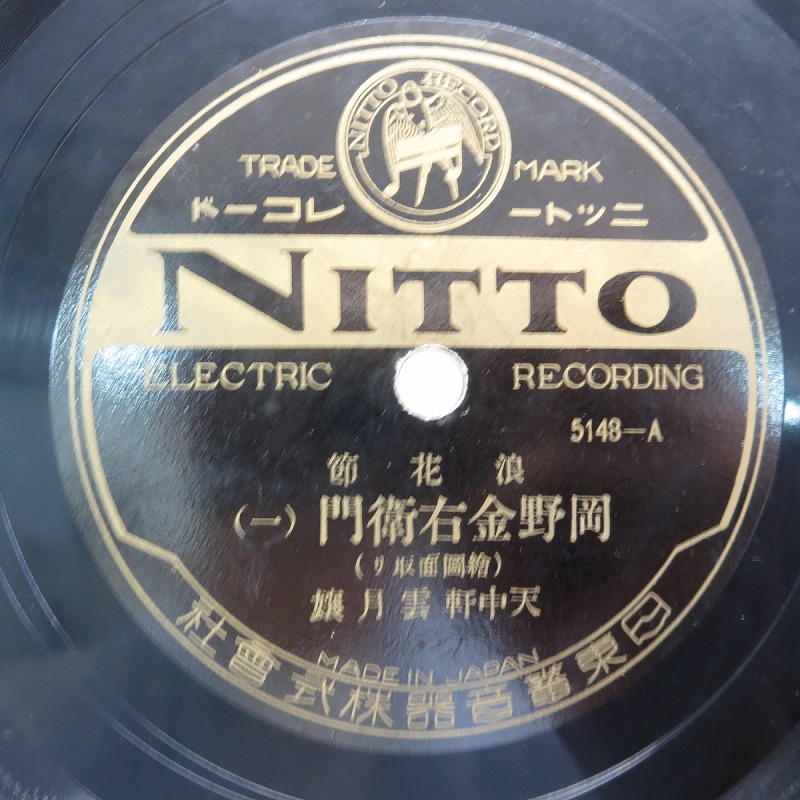 NITTO RECORD
TRADE MARK
ニットー レコード
NITTO
ELECTRIC RECORDING
5148-A
浪花節
岡野金右衛門(一)
(繪圖面取リ)
天中軒雲月孃
MADE IN JAPAN
日東蓄音器株式會社